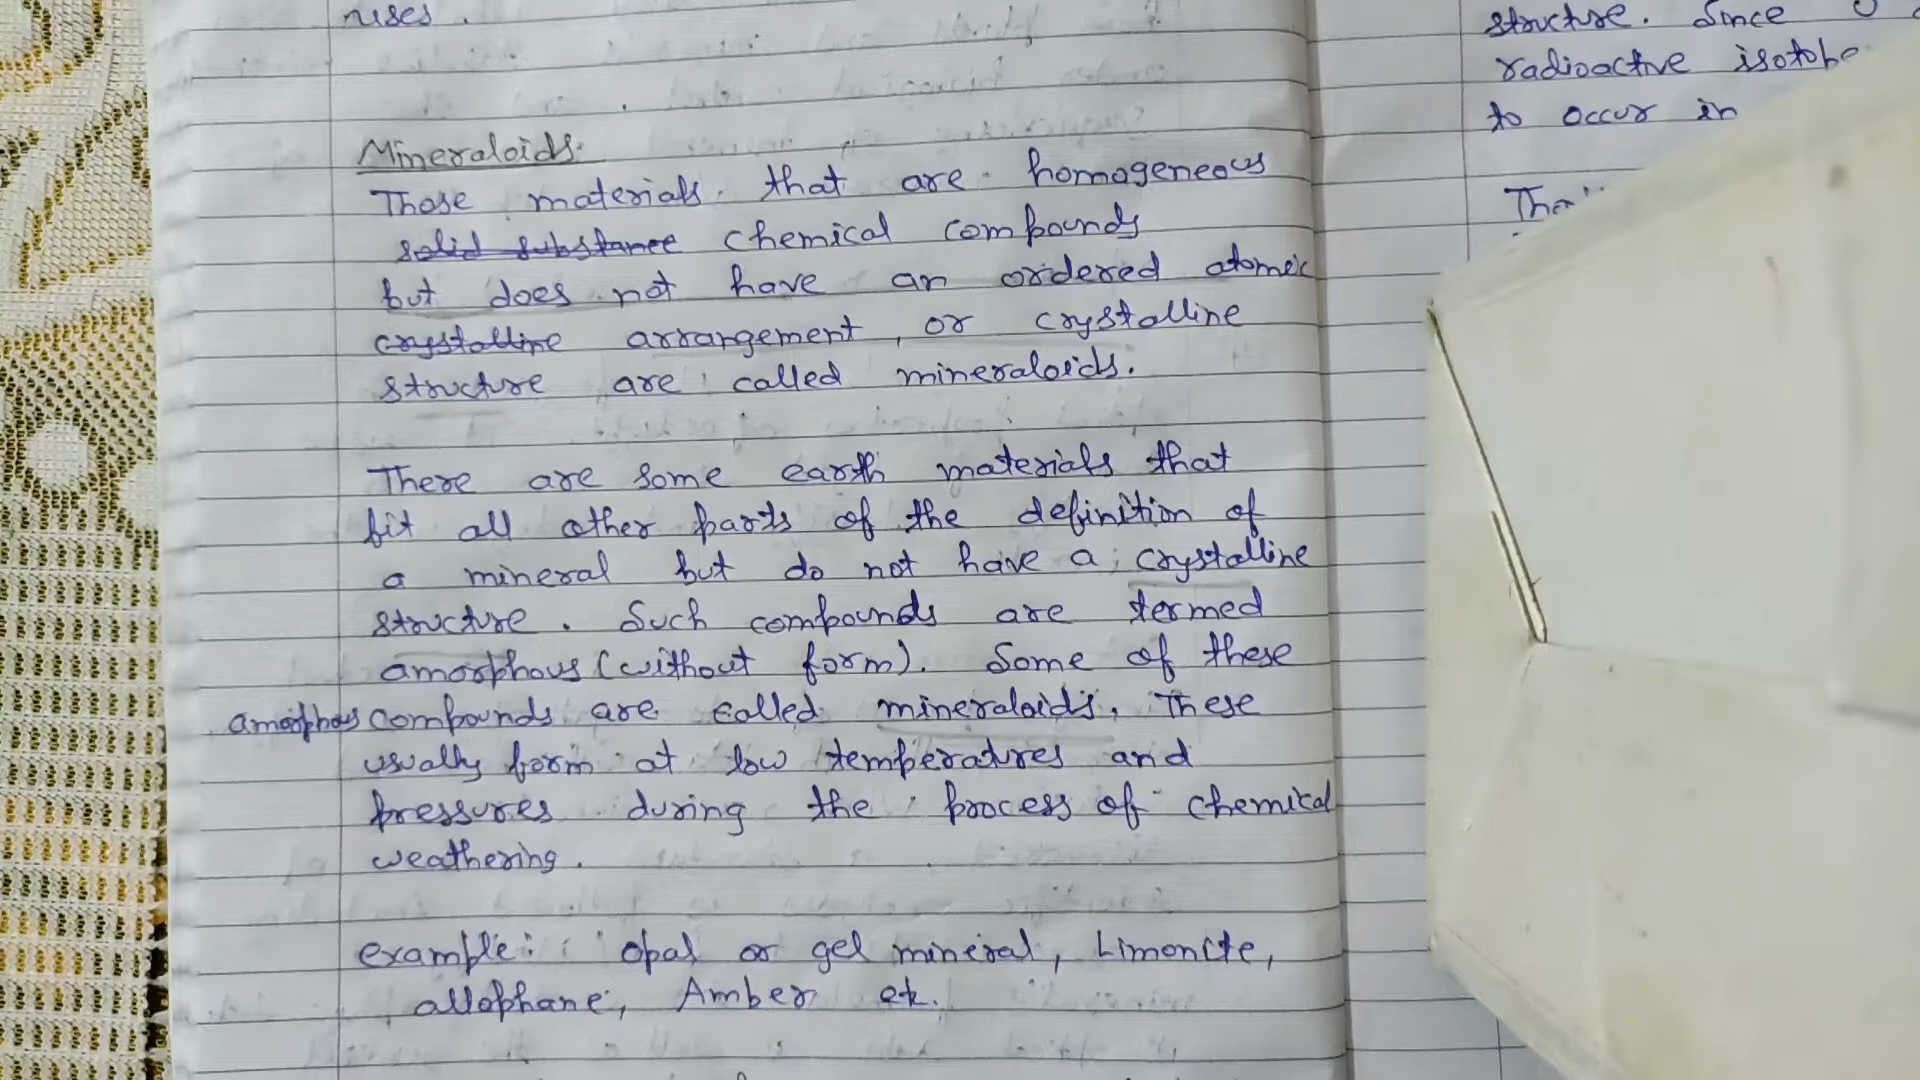 ruses.
Mineraloids.
Those materials that are homogeneous
solid substance chemical compounds
but does not have an ordered atomic
crystalline arrangement, or crystalline
structure are called mineraloids.
There are some earth materials that
fit all other parts of the definition of
a mineral but do not have a crystalline
structure. Such compounds are termed
amorphous (without form). Some of these
amorphous compounds are called mineraloids. These
usually form at low temperatures and
pressures during the process of chemical
weathering.
example: opal or gel mineral, Limonite,
allophane, Amber etc.
structure. Since
radioactive isotope
to occur in